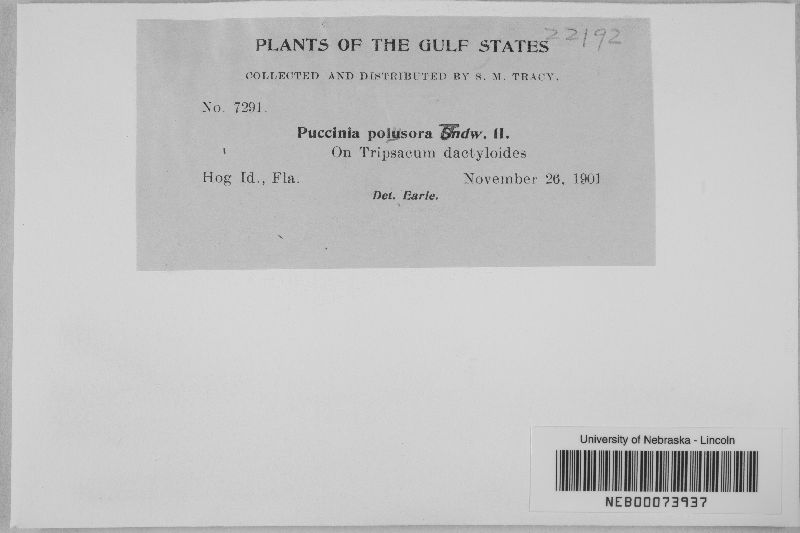 22192
PLANTS OF THE GULF STATES
COLLECTED AND DISTRIBUTED BY S. M. TRACY.
No. 7291.
Puccinia polysora Undw. II.
On Tripsacum dactyloides
Hog Id., Fla. November 26, 1901
Det. Earle.
University of Nebraska - Lincoln
NEB00073937